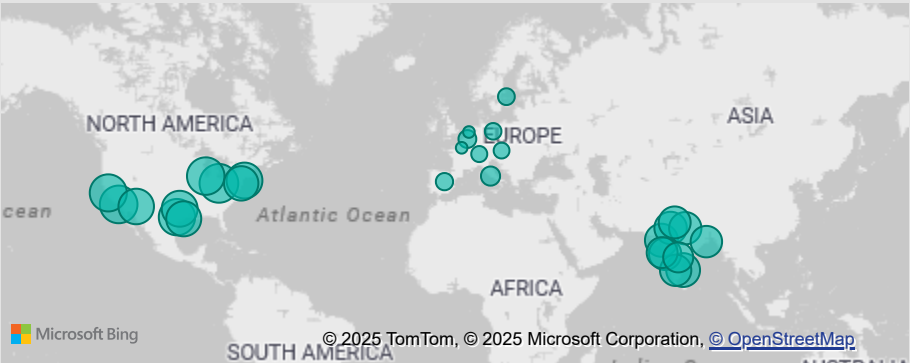 ASIA
NORTH AMERICA
EUROPE
cean
Atlantic Ocean
AFRICA
Microsoft Bing
© 2025 TomTom, © 2025 Microsoft Corporation, © OpenStreetMap
SOUTH AMERICA